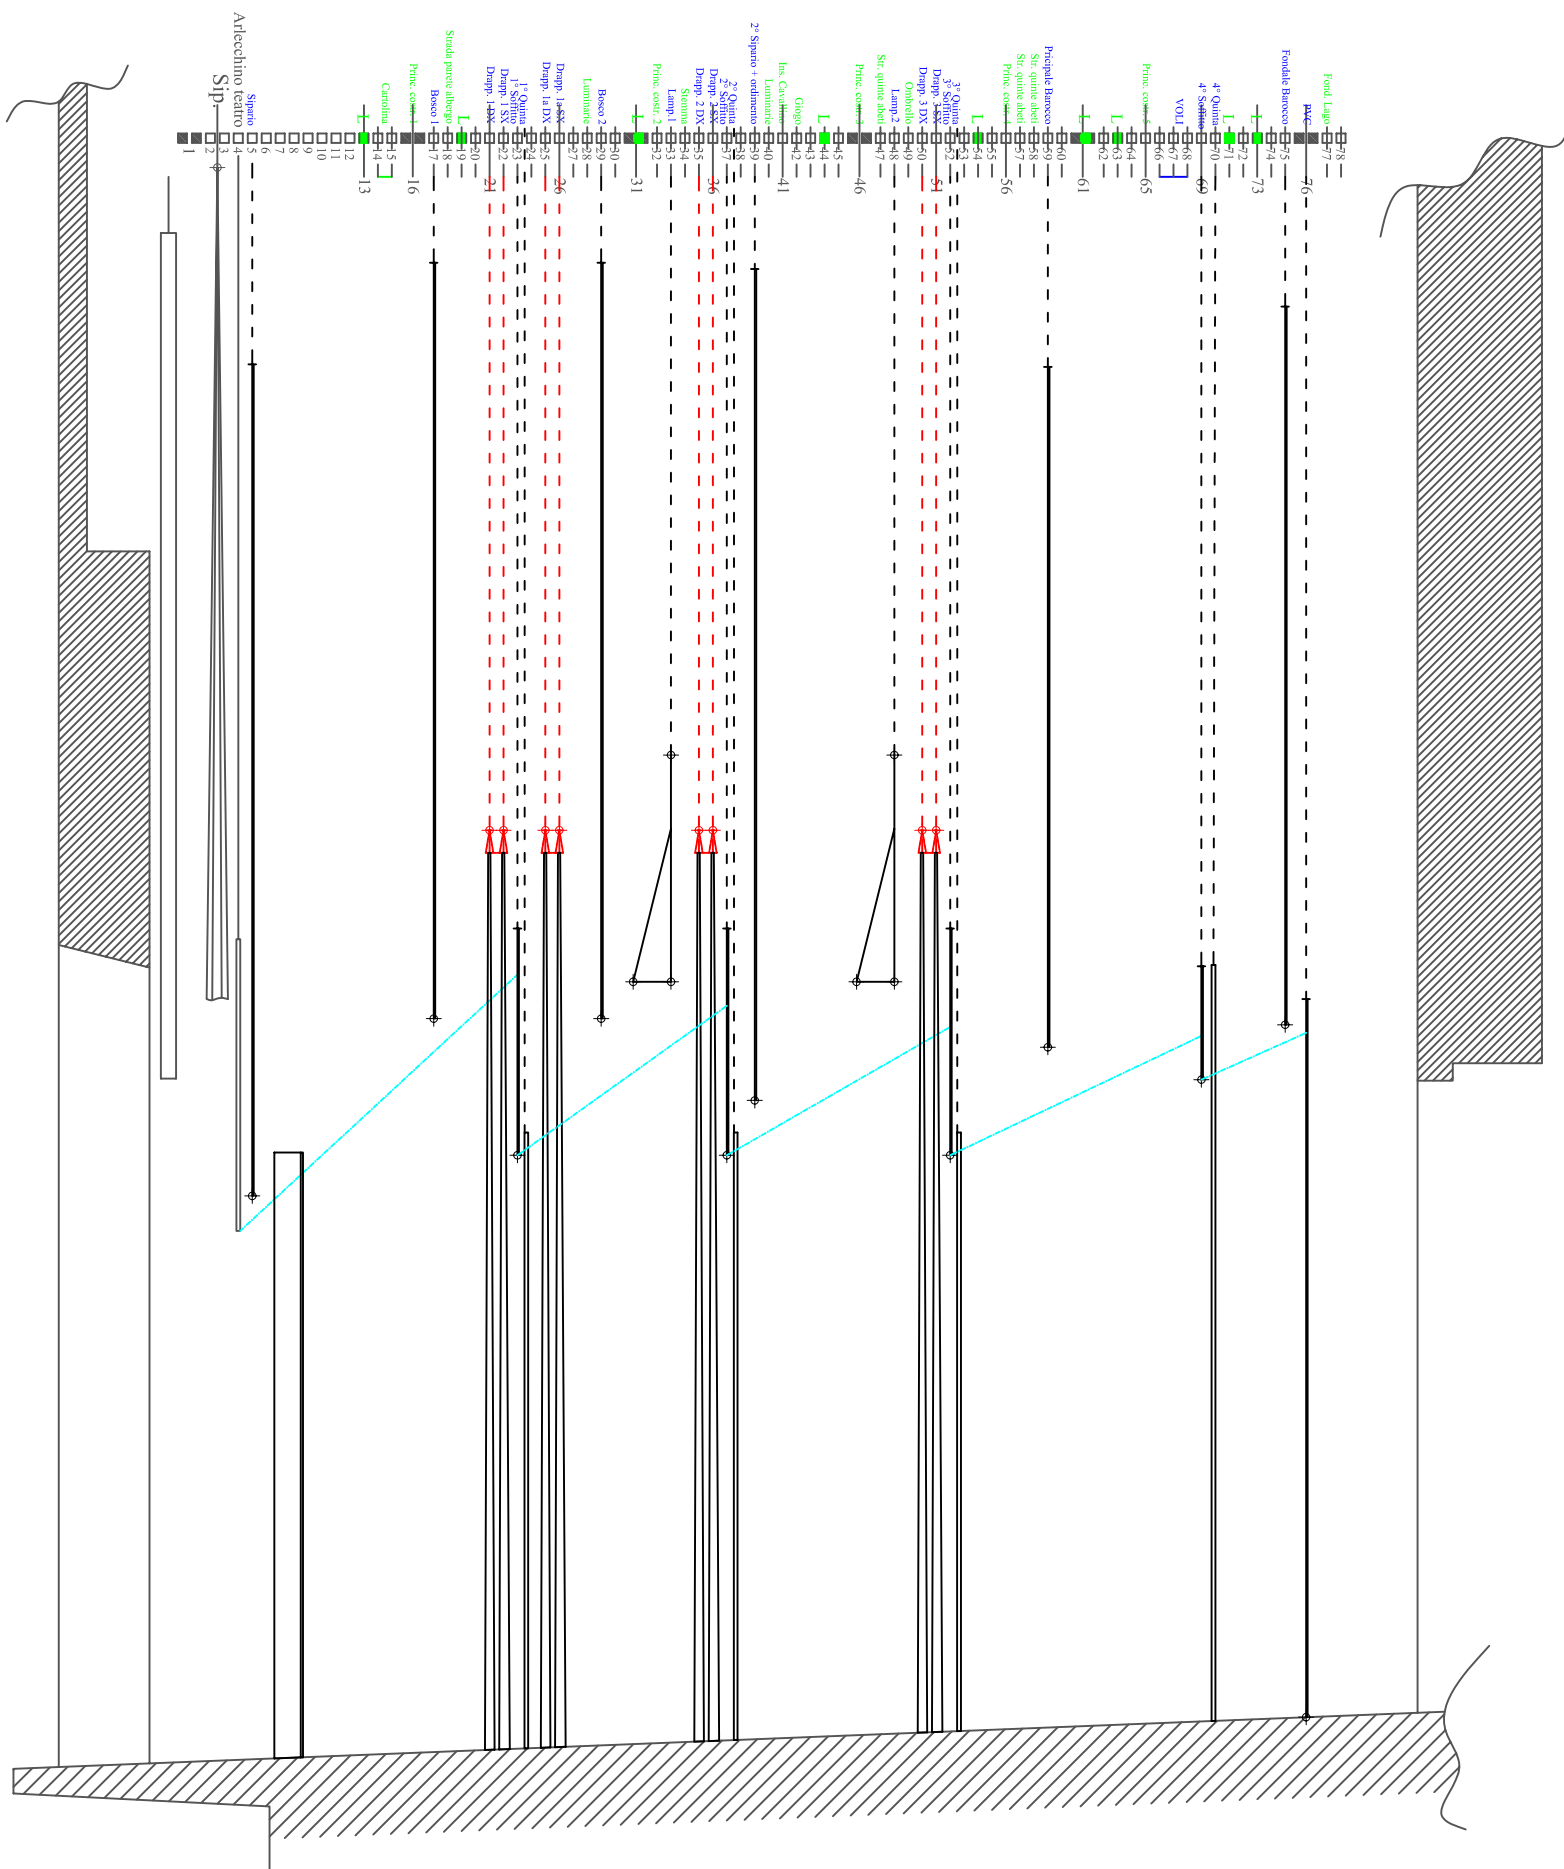 Arlecchino teatro
Sip.
Sipario
Cartolina
Princ. costr. 1
Bosco 1
Strada parete albergo
Drapp. 1 DX
Drapp. 1 SX
1° Soffitto
1° Quinta
Drapp. 1a DX
Drapp. 1a SX
Luminarie
Bosco 2
Princ. costr. 2
Lamp.1
Stemma
Drapp. 2 DX
Drapp. 2 SX
2° Soffitto
2° Quinta
2° Sipario + ordimento
Luminarie
Ins. Cavallino
Giogo
Princ. costr. 3
Str. quinte abeti
Lamp.2
Ombrello
Drapp. 3 DX
Drapp. 3 SX
3° Soffitto
3° Quinta
Princ. costr. 4
Str. quinte abeti
Str. quinte abeti
Pricipale Barocco
Princ. costr. 5
VOLI
4° Soffitto
4° Quinta
Fondale Barocco
PVC
Fond. Lago
L
L
L
L
L
L
L
L
L
1
2
3
4
5
6
7
8
9
10
11
12
13
14
15
16
17
18
19
20
21
22
23
24
25
26
27
28
29
30
31
32
33
34
35
36
37
38
39
40
41
42
43
44
45
46
47
48
49
50
51
52
53
54
55
56
57
58
59
60
61
62
63
64
65
66
67
68
69
70
71
72
73
74
75
76
77
78